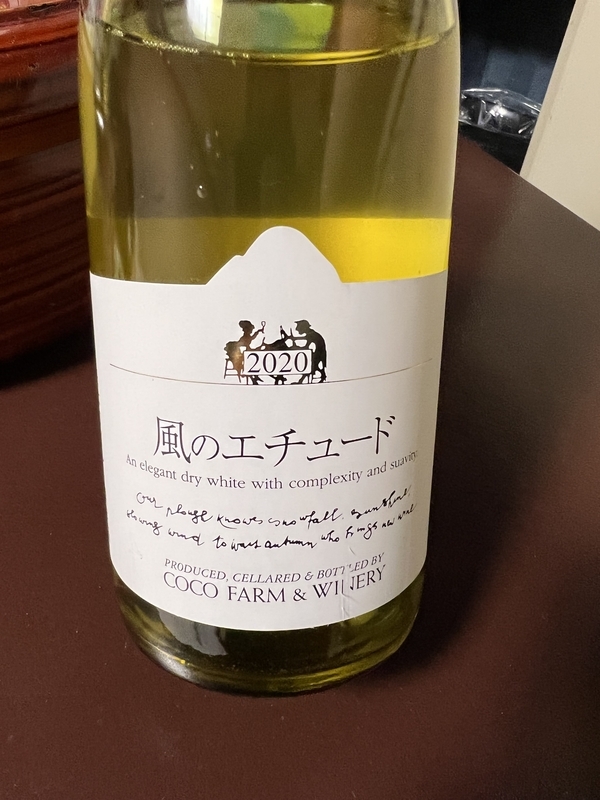 2020
風のエチュード
An elegant dry white with complexity and suavity.
Our plough knows snowfall, sunshine,
blowing wind to wait autumn who brings new wine
PRODUCED, CELLARED & BOTTLED BY
COCO FARM & WINERY